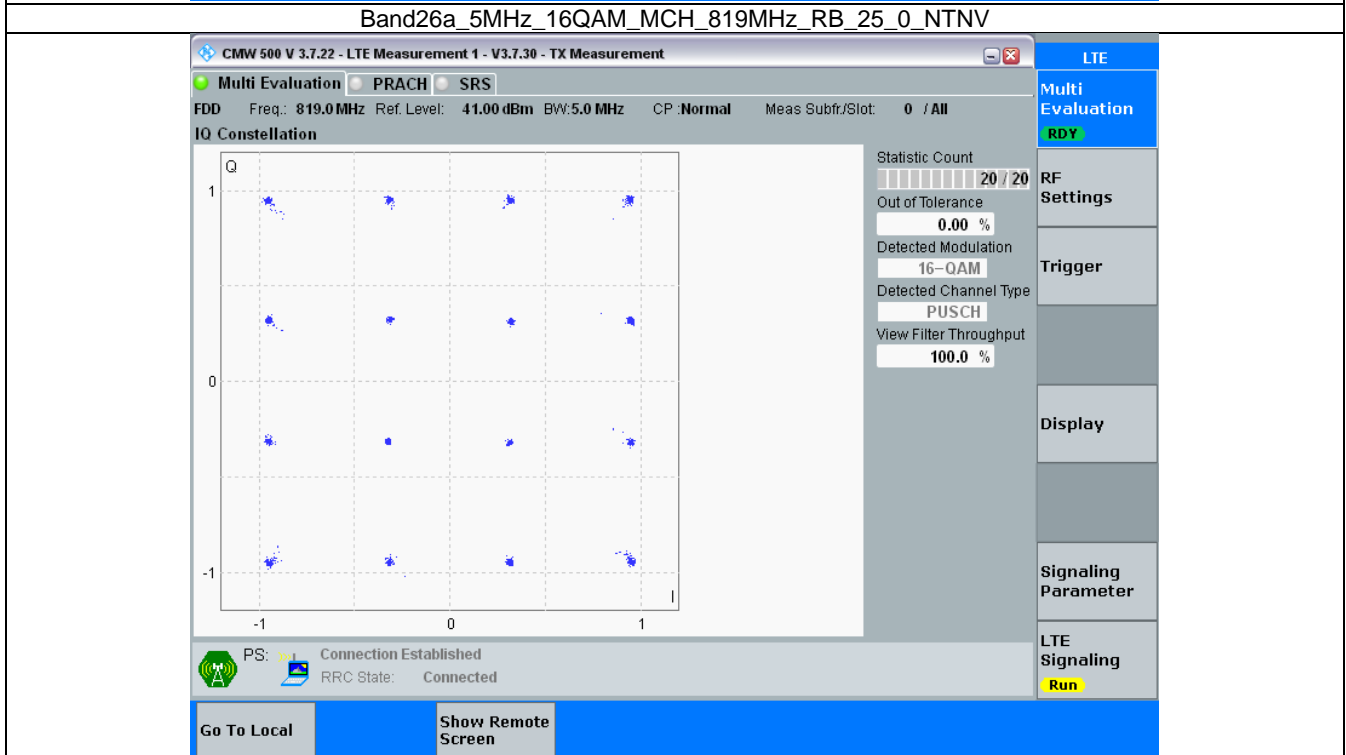 Band26a_5MHz_16QAM_MCH_819MHz_RB_25_0_NTNV
CMW 500 V 3.7.22 - LTE Measurement 1 - V3.7.30 - TX Measurement
LTE
Multi Evaluation PRACH SRS
FDD Freq.: 819.0 MHz Ref. Level: 41.00 dBm BW:5.0 MHz CP :Normal Meas Subfr/Slot: 0 / All
IQ Constellation
Q
1
0
-1
I
-1 0 1
Statistic Count
20 / 20
Out of Tolerance
0.00 %
Detected Modulation
16-QAM
Detected Channel Type
PUSCH
View Filter Throughput
100.0 %
Multi
Evaluation
RDY
RF
Settings
Trigger
Display
Signaling
Parameter
LTE
Signaling
Run
PS: Connection Established
RRC State: Connected
Go To Local
Show Remote
Screen